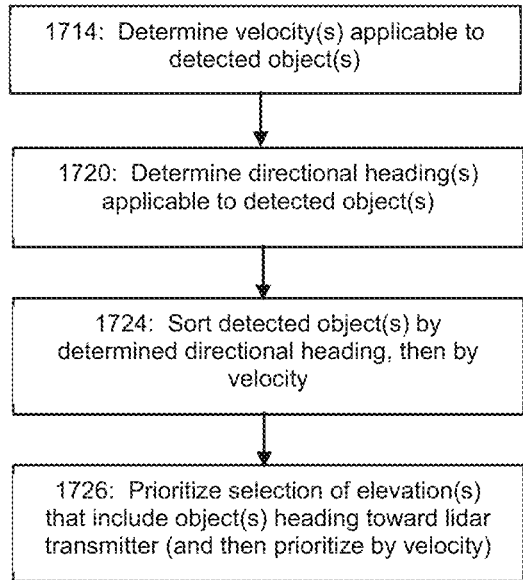 1714: Determine velocity(s) applicable to
detected object(s)
1720: Determine directional heading(s)
applicable to detected object(s)
1724: Sort detected object(s) by
determined directional heading, then by
velocity
1726: Prioritize selection of elevation(s)
that include object(s) heading toward lidar
transmitter (and then prioritize by velocity)